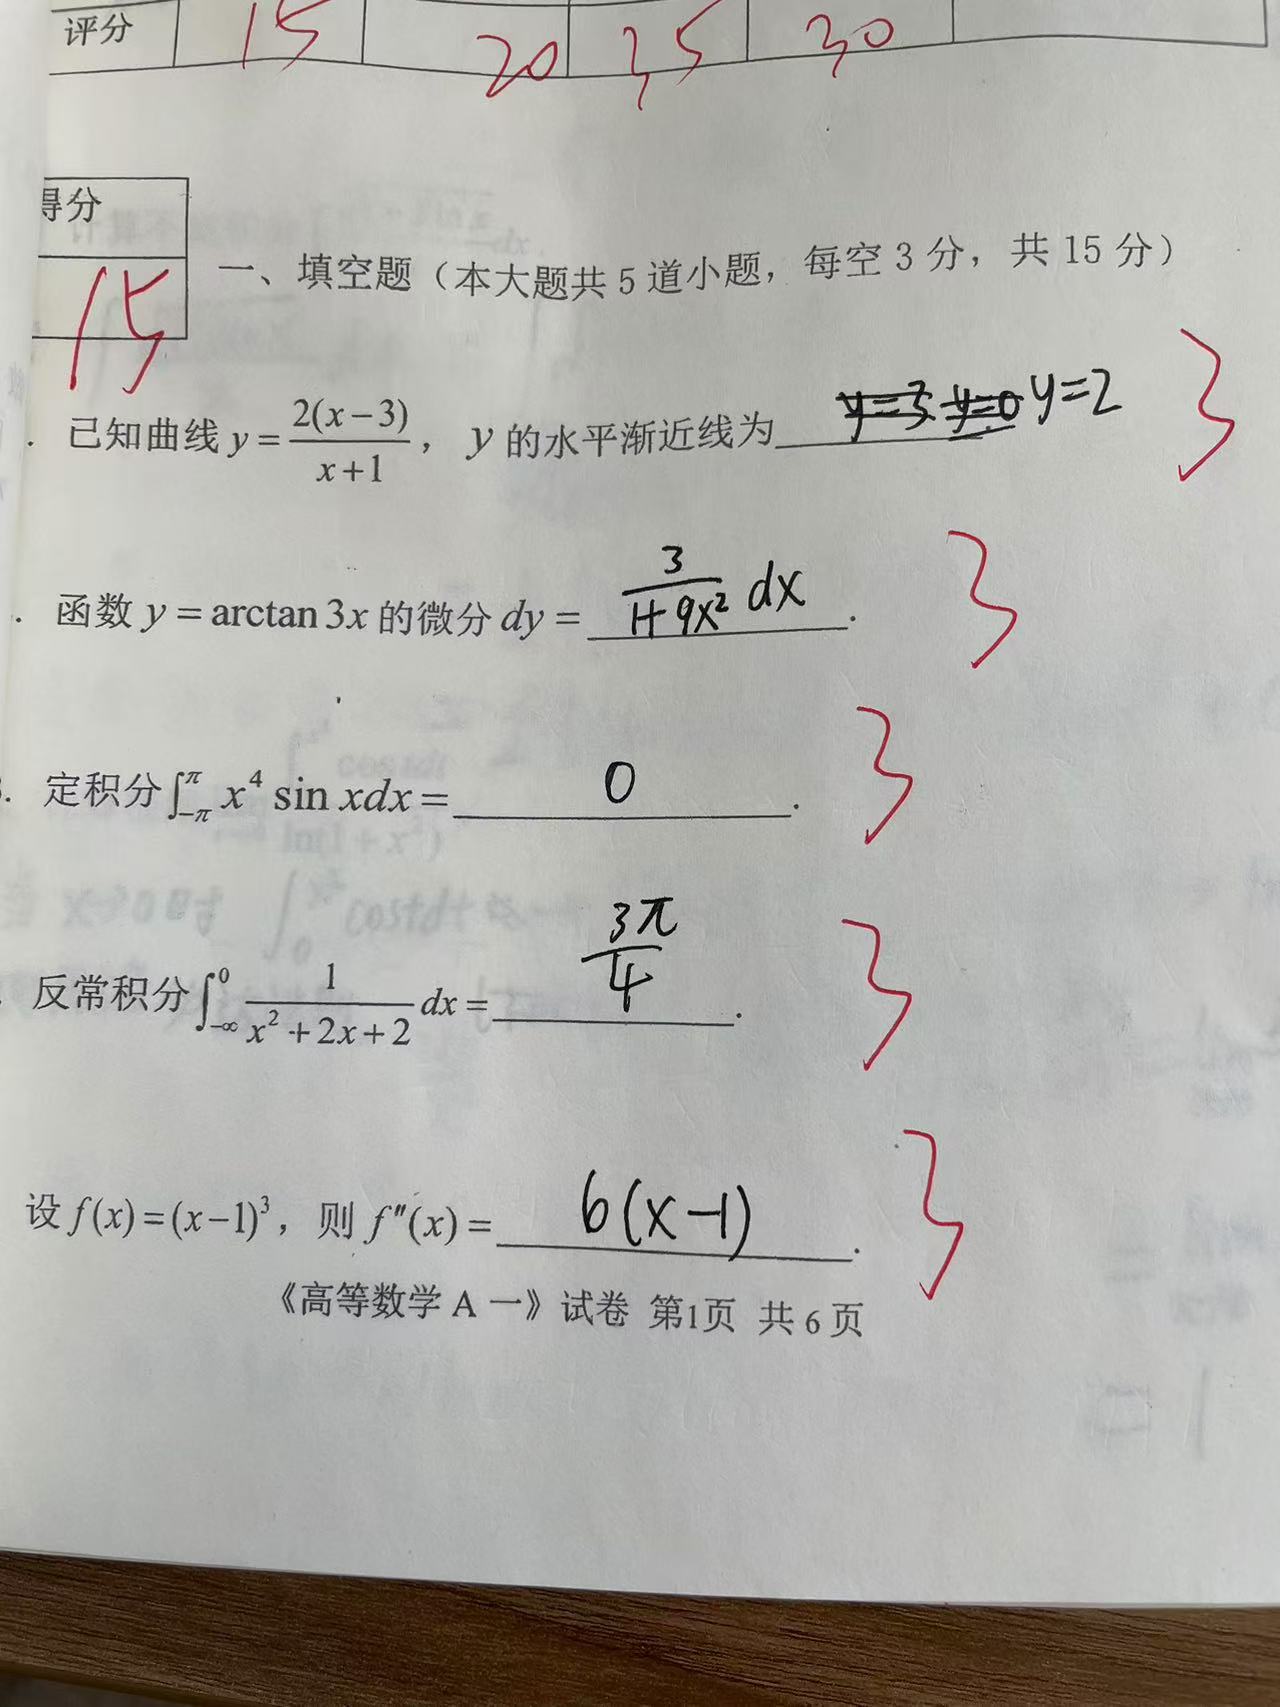 评分 15 20 35 30
得分
15
一、填空题（本大题共 5 道小题，每空 3 分，共 15 分）
. 已知曲线 y = 2(x-3)/(x+1)，y 的水平渐近线为 y=2 3
. 函数 y = arctan 3x 的微分 dy = 3/(1+9x²) dx . 3
. 定积分 ∫_{-π}^{π} x⁴ sin xdx = 0 . 3
. 反常积分 ∫_{-∞}^{0} 1/(x²+2x+2) dx = 3π/4 . 3
设 f(x) = (x-1)³，则 f″(x) = 6(x-1) . 3
《高等数学 A 一》试卷 第1页 共 6 页